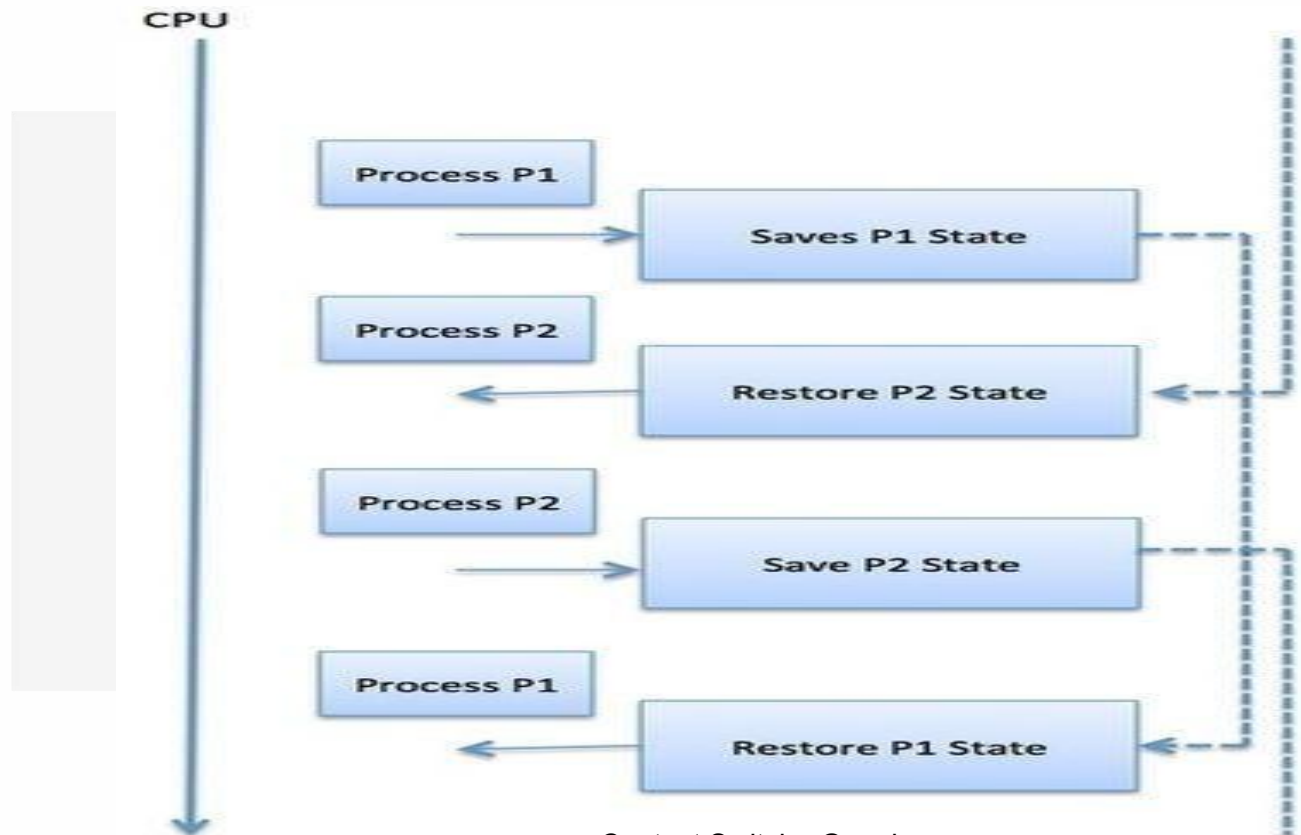 CPU
Process P1
Saves P1 State
Process P2
Restore P2 State
Process P2
Save P2 State
Process P1
Restore P1 State